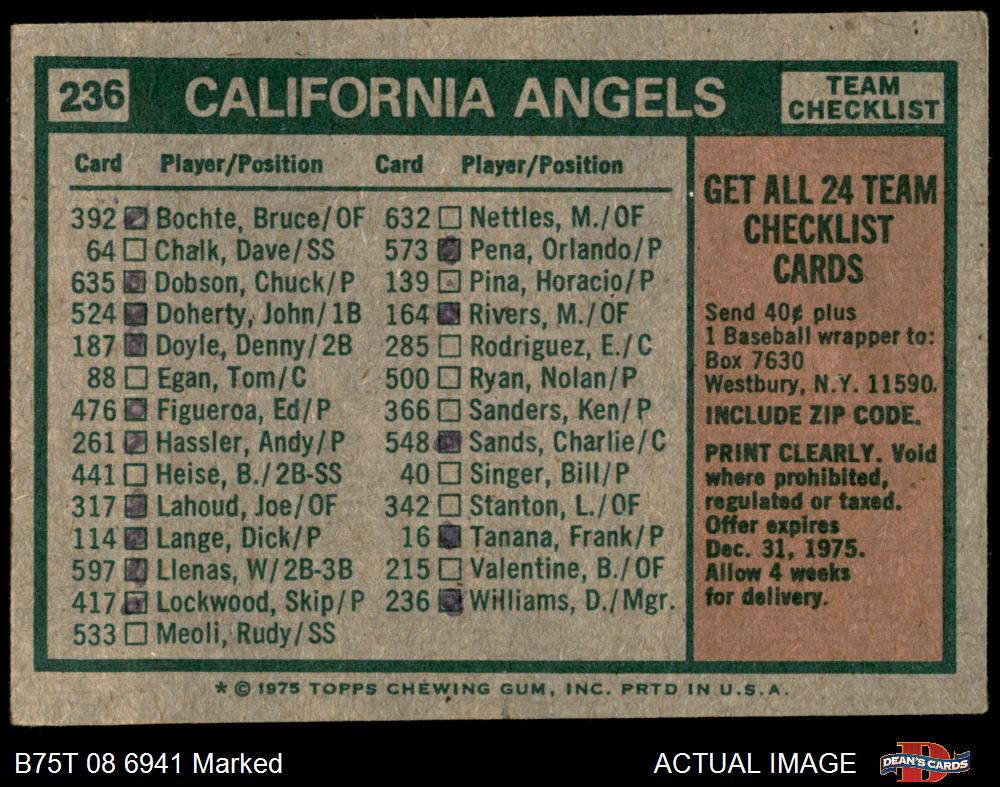 236 CALIFORNIA ANGELS TEAM CHECKLIST
Card Player/Position
392 Bochte, Bruce/OF
64 Chalk, Dave/SS
635 Dobson, Chuck/P
524 Doherty, John/1B
187 Doyle, Denny/2B
88 Egan, Tom/C
476 Figueroa, Ed/P
261 Hassler, Andy/P
441 Heise, B./2B-SS
317 Lahoud, Joe/OF
114 Lange, Dick/P
597 Llenas, W/2B-3B
417 Lockwood, Skip/P
533 Meoli, Rudy/SS
Card Player/Position
632 Nettles, M./OF
573 Pena, Orlando/P
139 Pina, Horacio/P
164 Rivers, M./OF
285 Rodriguez, E./C
500 Ryan, Nolan/P
366 Sanders, Ken/P
548 Sands, Charlie/C
40 Singer, Bill/P
342 Stanton, L./OF
16 Tanana, Frank/P
215 Valentine, B./OF
236 Williams, D./Mgr.
GET ALL 24 TEAM
CHECKLIST
CARDS
Send 40¢ plus
1 Baseball wrapper to:
Box 7630
Westbury, N.Y. 11590.
INCLUDE ZIP CODE.
PRINT CLEARLY. Void
where prohibited,
regulated or taxed.
Offer expires
Dec. 31, 1975.
Allow 4 weeks
for delivery.
* © 1975 TOPPS CHEWING GUM, INC. PRTD IN U.S.A.
B75T 08 6941 Marked
ACTUAL IMAGE
D
DEAN'S CARDS